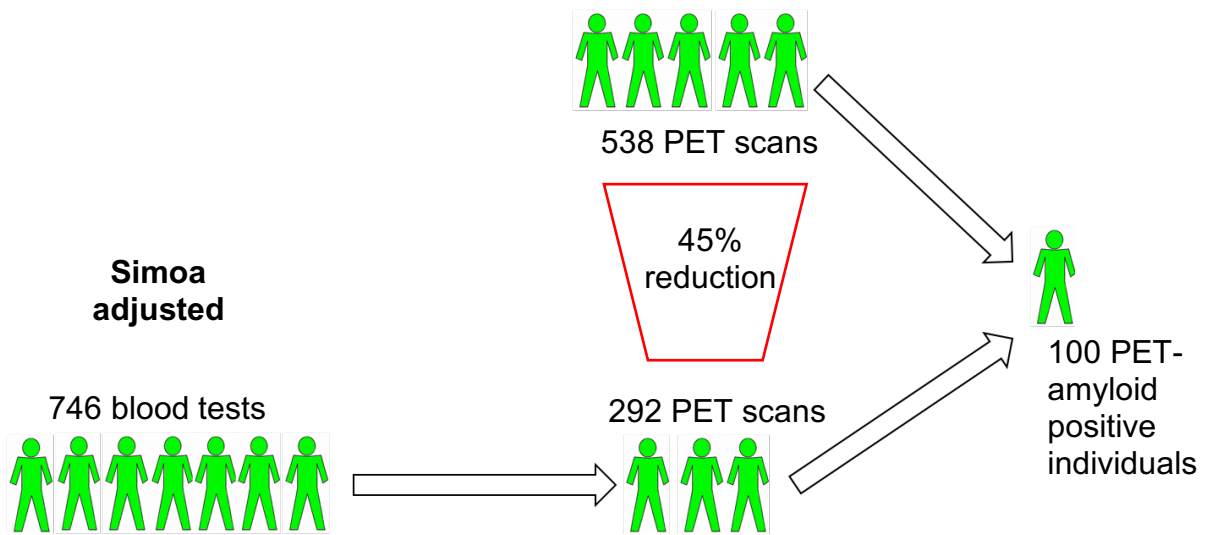 538 PET scans
45%
reduction
Simoa
adjusted
746 blood tests
292 PET scans
100 PET-
amyloid
positive
individuals